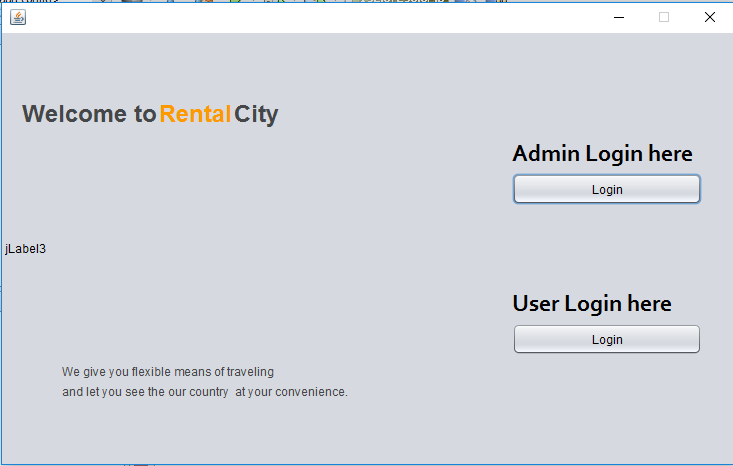 Welcome to Rental City
Admin Login here
Login
jLabel3
User Login here
Login
We give you flexible means of traveling
and let you see the our country  at your convenience.